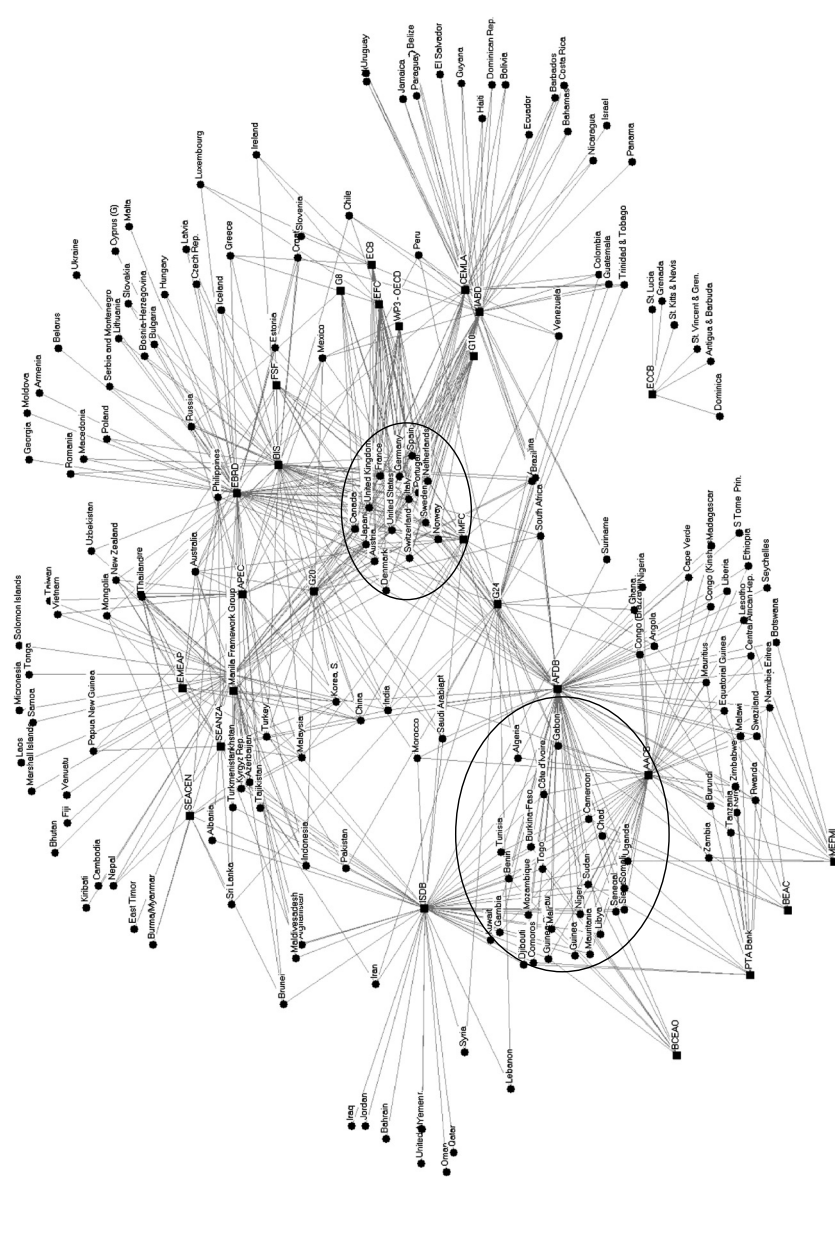 Uruguay
Jamaica
Paraguay
Belize
El Salvador
Guyana
Dominican Rep.
Bolivia
Haiti
Ecuador
Barbados
Costa Rica
Bahamas
Nicaragua
Israel
Panama
Ireland
Luxembourg
Chile
Slovenia
Greece
Malta
Cyprus (G)
Ukraine
Latvia
Czech Rep.
Slovakia
Hungary
Iceland
Bosnia-Herzegovina
Bulgaria
Lithuania
Serbia and Montenegro
Belarus
Armenia
Moldova
Georgia
Romania
Macedonia
Poland
Russia
Estonia
Mexico
Peru
G8
ECB
EFC
WP3 - OECD
CEMLA
IABD
G10
FSF
BIS
EBRD
Philippines
Colombia
Guatemala
Trinidad & Tobago
Venezuela
St. Lucia
Grenada
St. Kitts & Nevis
St. Vincent & Gren.
Antigua & Barbuda
Dominica
ECCB
Canada
Japan
Austria
United Kingdom
United States
France
Germany
Switzerland
Italy
Portugal
Spain
Sweden
Netherlands
Norway
Denmark
IMFC
South Africa
Suriname
G24
G20
APEC
Australia
Uzbekistan
New Zealand
Mongolia
Taiwan
Vietnam
Solomon Islands
Micronesia
Tonga
Samoa
Laos
Marshall Islands
Papua New Guinea
Vanuatu
Fiji
Bhutan
EMEAP
Manila Framework Group
SEANZA
SEACEN
Kiribati
Cambodia
Nepal
East Timor
Burma/Myanmar
Albania
Sri Lanka
Turkmenistan
Kyrgyz Rep.
Azerbaijan
Tajikistan
Turkey
Malaysia
Indonesia
Pakistan
Korea, S.
China
India
Morocco
Saudi Arabia
Brunei
Iran
ISDB
Iraq
Jordan
Bahrain
Yemen
Oman
Qatar
Syria
Lebanon
Kuwait
Gambia
Benin
Tunisia
Algeria
Gabon
Côte d'Ivoire
Burkina-Faso
Togo
Cameroon
Chad
Mozambique
Sudan
Uganda
Niger
Senegal
Libya
Mali
Guinea
Mauritania
Djibouti
Comoros
AFDB
AACB
Ghana
Nigeria
Angola
Cape Verde
Madagascar
Liberia
S Tome Prin.
Ethiopia
Lesotho
Central African Rep.
Seychelles
Botswana
Mauritius
Equatorial Guinea
Malawi
Swaziland
Namibia
Eritrea
Zimbabwe
Rwanda
Burundi
Tanzania
Zambia
MEFMI
BEAC
PTA Bank
BCEAO